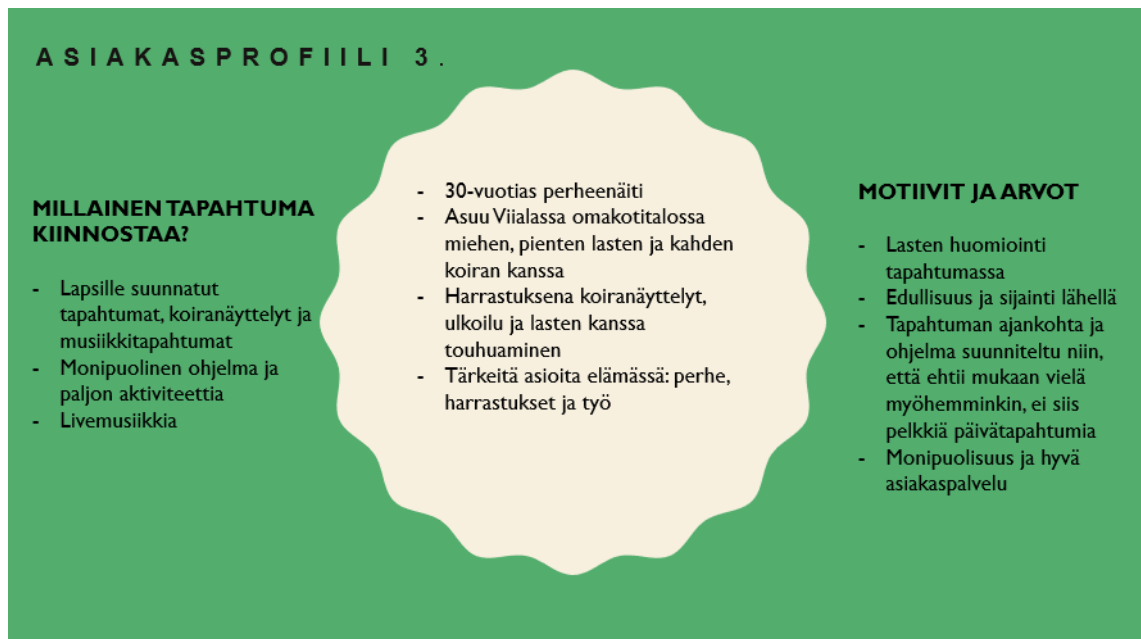 ASIAKASPROFIILI 3.
MILLAINEN TAPAHTUMA
KIINNOSTAA?
- Lapsille suunnatut
tapahtumat, koiranäyttelyt ja
musiikkitapahtumat
- Monipuolinen ohjelma ja
paljon aktiviteettia
- Livemusiikkia
- 30-vuotias perheenäiti
- Asuu Viialassa omakotitalossa
miehen, pienten lasten ja kahden
koiran kanssa
- Harrastuksena koiranäyttelyt,
ulkoilu ja lasten kanssa
touhuaminen
- Tärkeitä asioita elämässä: perhe,
harrastukset ja työ
MOTIIVIT JA ARVOT
- Lasten huomiointi
tapahtumassa
- Edullisuus ja sijainti lähellä
- Tapahtuman ajankohta ja
ohjelma suunniteltu niin,
että ehtii mukaan vielä
myöhemminkin, ei siis
pelkkiä päivätapahtumia
- Monipuolisuus ja hyvä
asiakaspalvelu